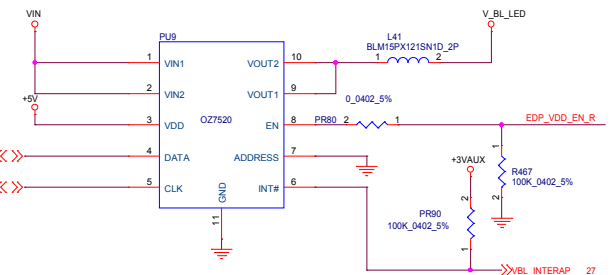 VIN
V_BL_LED
PU9
L41
BLM15PX121SN1D_2P
1 VIN1 VOUT2 10 1 2
2 VIN2 VOUT1 9
+5V
0_0402_5%
3 VDD OZ7520 EN 8 PR80 2 1 EDP_VDD_EN_R
4 DATA ADDRESS 7
+3VAUX
1
R467
100K_0402_5%
2
5 CLK GND INT# 6
11
2
PR90
100K_0402_5%
1
VBL_INTERAP 27